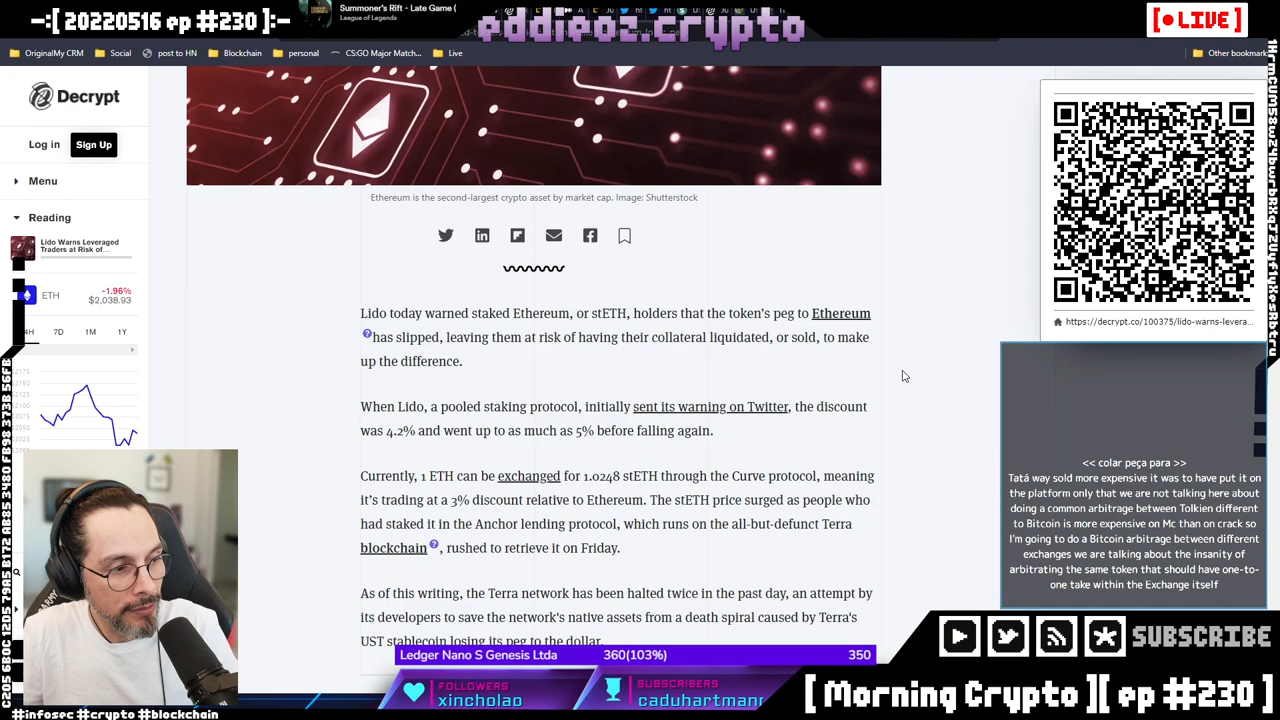 -:[ 20220516 ep #230 ]:-
Summoner's Rift - Late Game (
League of Legends
addienz.crypto
[● LIVE]
OriginalMy CRM
Social
post to HN
Blockchain
personal
CS:GO Major Match...
Live
Other bookmark
Decrypt
Log in
Sign Up
Menu
Reading
Lido Warns Leveraged
Traders at Risk of...
ETH
-1.96%
$2,038.93
7D
1M
1Y
Ethereum is the second-largest crypto asset by market cap. Image: Shutterstock
Lido today warned staked Ethereum, or stETH, holders that the token's peg to Ethereum
has slipped, leaving them at risk of having their collateral liquidated, or sold, to make
up the difference.
When Lido, a pooled staking protocol, initially sent its warning on Twitter, the discount
was 4.2% and went up to as much as 5% before falling again.
Currently, 1 ETH can be exchanged for 1.0248 stETH through the Curve protocol, meaning
it's trading at a 3% discount relative to Ethereum. The stETH price surged as people who
had staked it in the Anchor lending protocol, which runs on the all-but-defunct Terra
blockchain, rushed to retrieve it on Friday.
As of this writing, the Terra network has been halted twice in the past day, an attempt by
its developers to save the network's native assets from a death spiral caused by Terra's
UST stablecoin losing its peg to the dollar.
https://decrypt.co/100375/lido-warns-levera...
<< colar peça para >>
Tatá way sold more expensive it was to have put it on
the platform only that we are not talking here about
doing a common arbitrage between Tolkien different
to Bitcoin is more expensive on Mc than on crack so
I'm going to do a Bitcoin arbitrage between different
exchanges we are talking about the insanity of
arbitrating the same token that should have one-to-
one take within the Exchange itself
Ledger Nano S Genesis Ltda 360(103%) 350
FOLLOWERS
xincholao
SUBSCRIBERS
caduhartmann
SUBSCRIBE
[ Morning Crypto ][ ep #230 ]
#infosec #crypto #blockchain